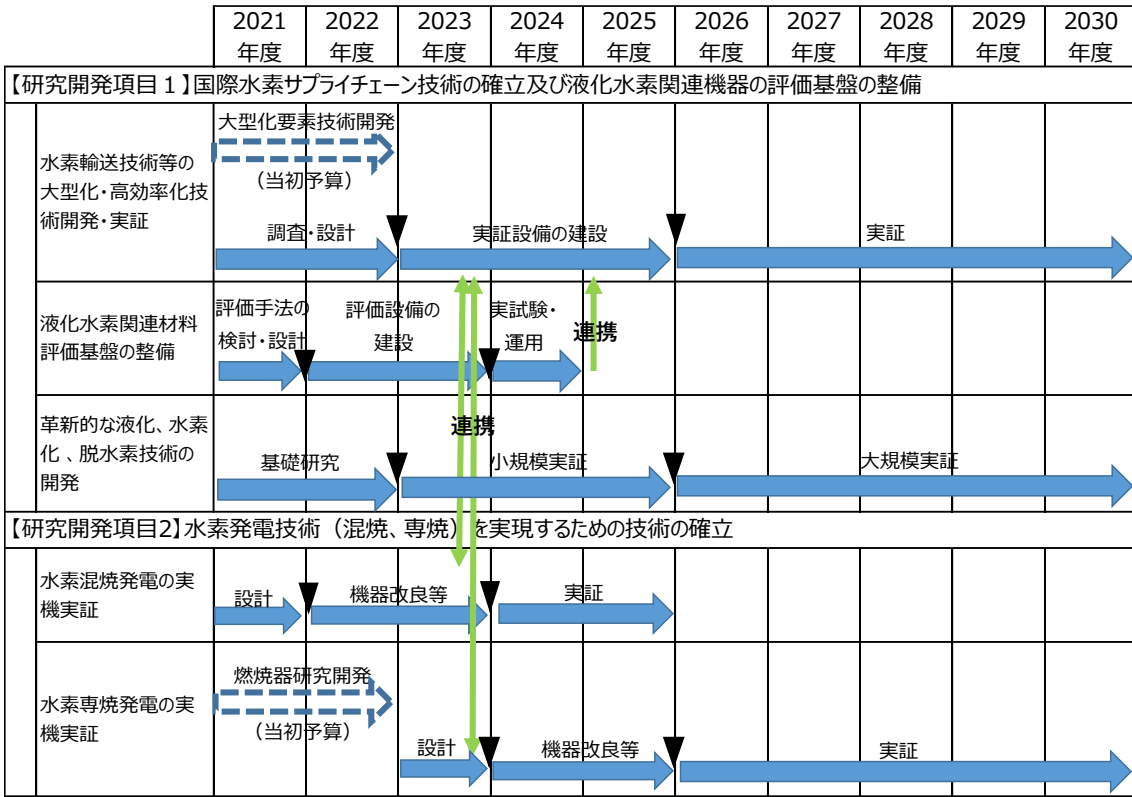 2021
年度
2022
年度
2023
年度
2024
年度
2025
年度
2026
年度
2027
年度
2028
年度
2029
年度
2030
年度
【研究開発項目１】国際水素サプライチェーン技術の確立及び液化水素関連機器の評価基盤の整備
水素輸送技術等の
大型化・高効率化技
術開発・実証
大型化要素技術開発
（当初予算）
調査・設計
実証設備の建設
実証
液化水素関連材料
評価基盤の整備
評価手法の
検討・設計
評価設備の
建設
実試験・
運用
連携
革新的な液化、水素
化 、脱水素技術の
開発
連携
基礎研究
小規模実証
大規模実証
【研究開発項目2】水素発電技術（混焼、専焼）を実現するための技術の確立
水素混焼発電の実
機実証
設計
機器改良等
実証
水素専焼発電の実
機実証
燃焼器研究開発
（当初予算）
設計
機器改良等
実証